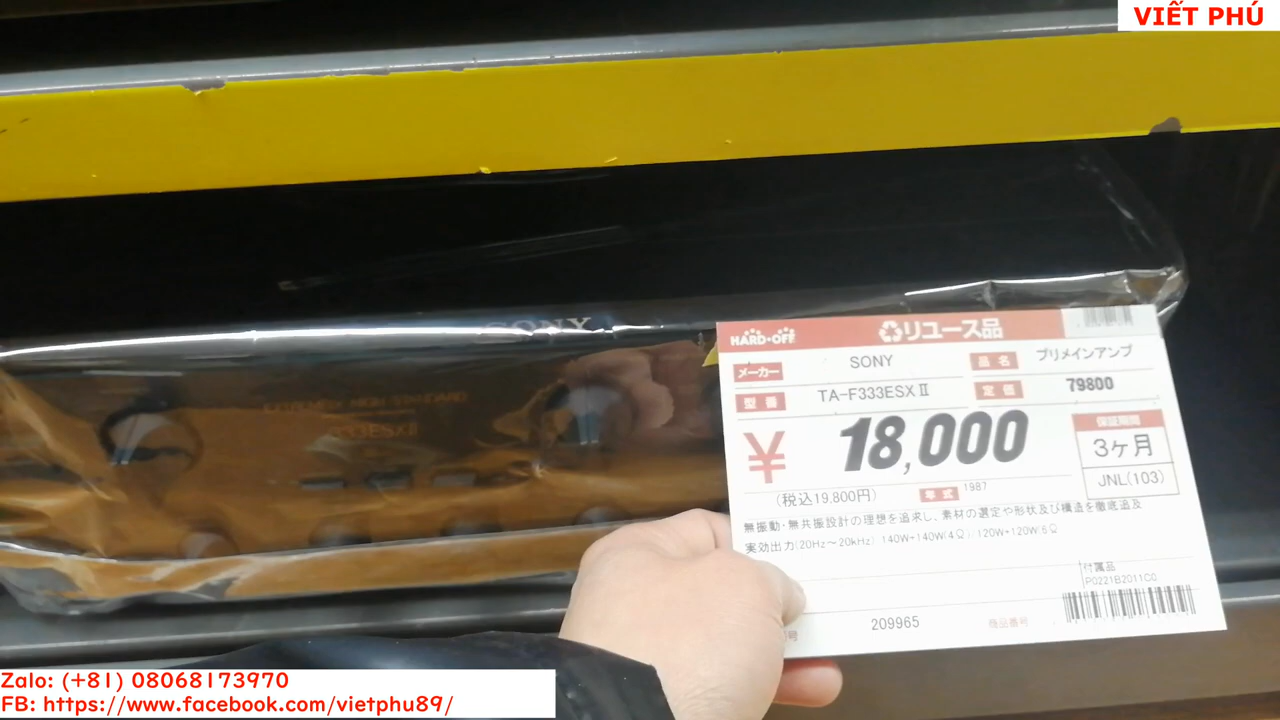 VIẾT PHÚ
SONY
EXTREMELY HIGH STANDARD
F333ESXⅡ
HARD・OFF
リユース品
メーカー SONY 品名 プリメインアンプ
型番 TA-F333ESXⅡ 定価 79800
¥ 18,000
保証期間
3ヶ月
JNL(103)
(税込19,800円) 年式 1987
無振動・無共振設計の理想を追求し、素材の選定や形状及び構造を徹底追及
実効出力(20Hz~20kHz) 140W+140W(4Ω) 120W+120W(6Ω
付属品
P0221B2011C0
号 209965 商品番号
Zalo: (+81) 08068173970
FB: https://www.facebook.com/vietphu89/